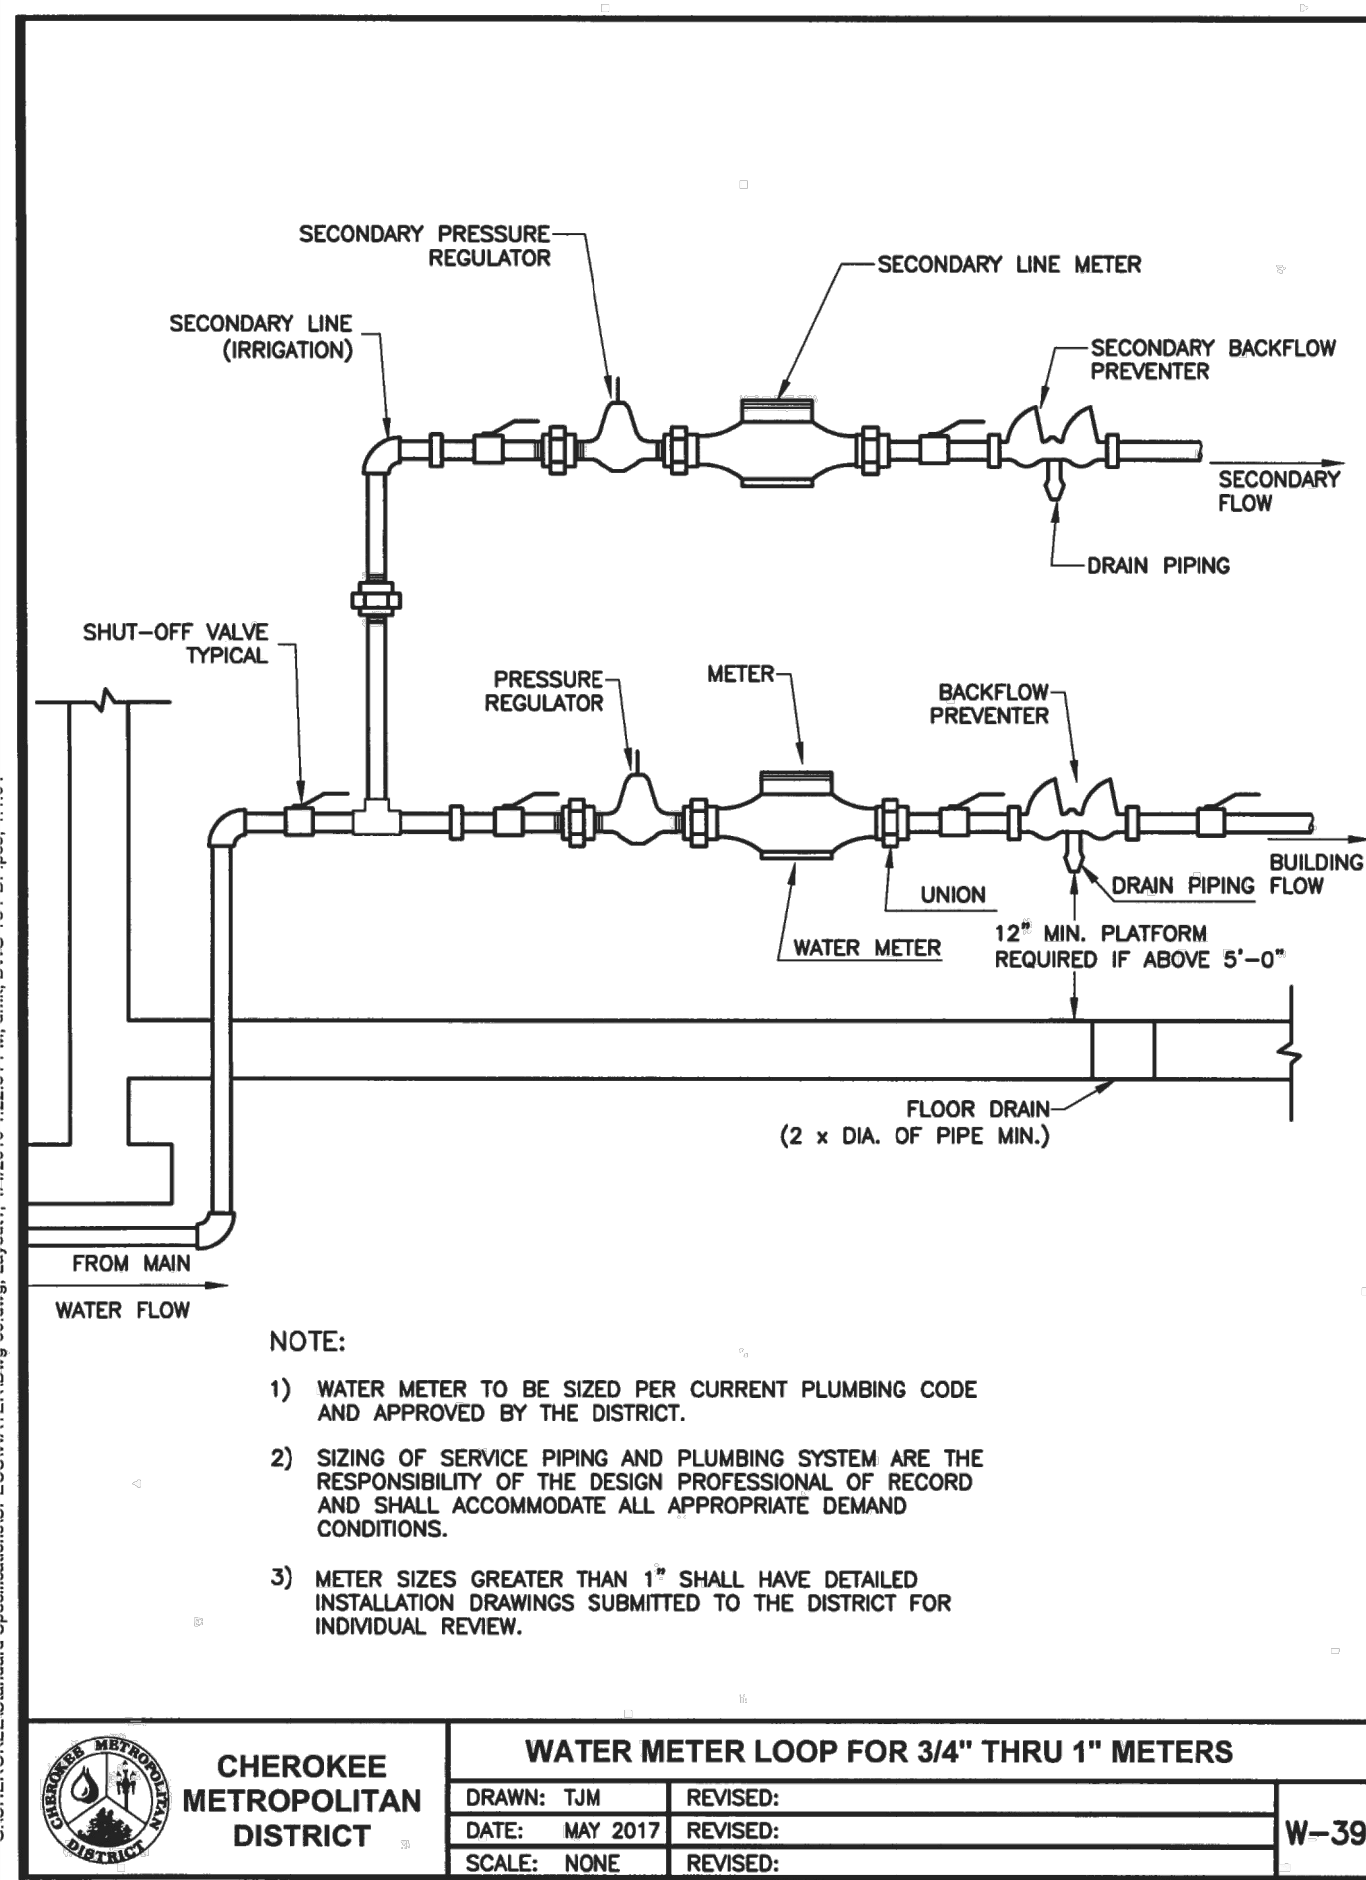 SECONDARY PRESSURE
REGULATOR
SECONDARY LINE METER
SECONDARY LINE
(IRRIGATION)
SECONDARY BACKFLOW
PREVENTER
SECONDARY
FLOW
DRAIN PIPING
SHUT-OFF VALVE
TYPICAL
PRESSURE
REGULATOR
METER
BACKFLOW
PREVENTER
BUILDING
FLOW
DRAIN PIPING
UNION
WATER METER
12" MIN. PLATFORM
REQUIRED IF ABOVE 5'-0"
FLOOR DRAIN
(2 x DIA. OF PIPE MIN.)
FROM MAIN
WATER FLOW
NOTE:
1) WATER METER TO BE SIZED PER CURRENT PLUMBING CODE
AND APPROVED BY THE DISTRICT.
2) SIZING OF SERVICE PIPING AND PLUMBING SYSTEM ARE THE
RESPONSIBILITY OF THE DESIGN PROFESSIONAL OF RECORD
AND SHALL ACCOMMODATE ALL APPROPRIATE DEMAND
CONDITIONS.
3) METER SIZES GREATER THAN 1" SHALL HAVE DETAILED
INSTALLATION DRAWINGS SUBMITTED TO THE DISTRICT FOR
INDIVIDUAL REVIEW.
CHEROKEE METROPOLITAN
DISTRICT
CHEROKEE
METROPOLITAN
DISTRICT
WATER METER LOOP FOR 3/4" THRU 1" METERS
DRAWN: TJM
REVISED:
DATE: MAY 2017
REVISED:
SCALE: NONE
REVISED:
W-39